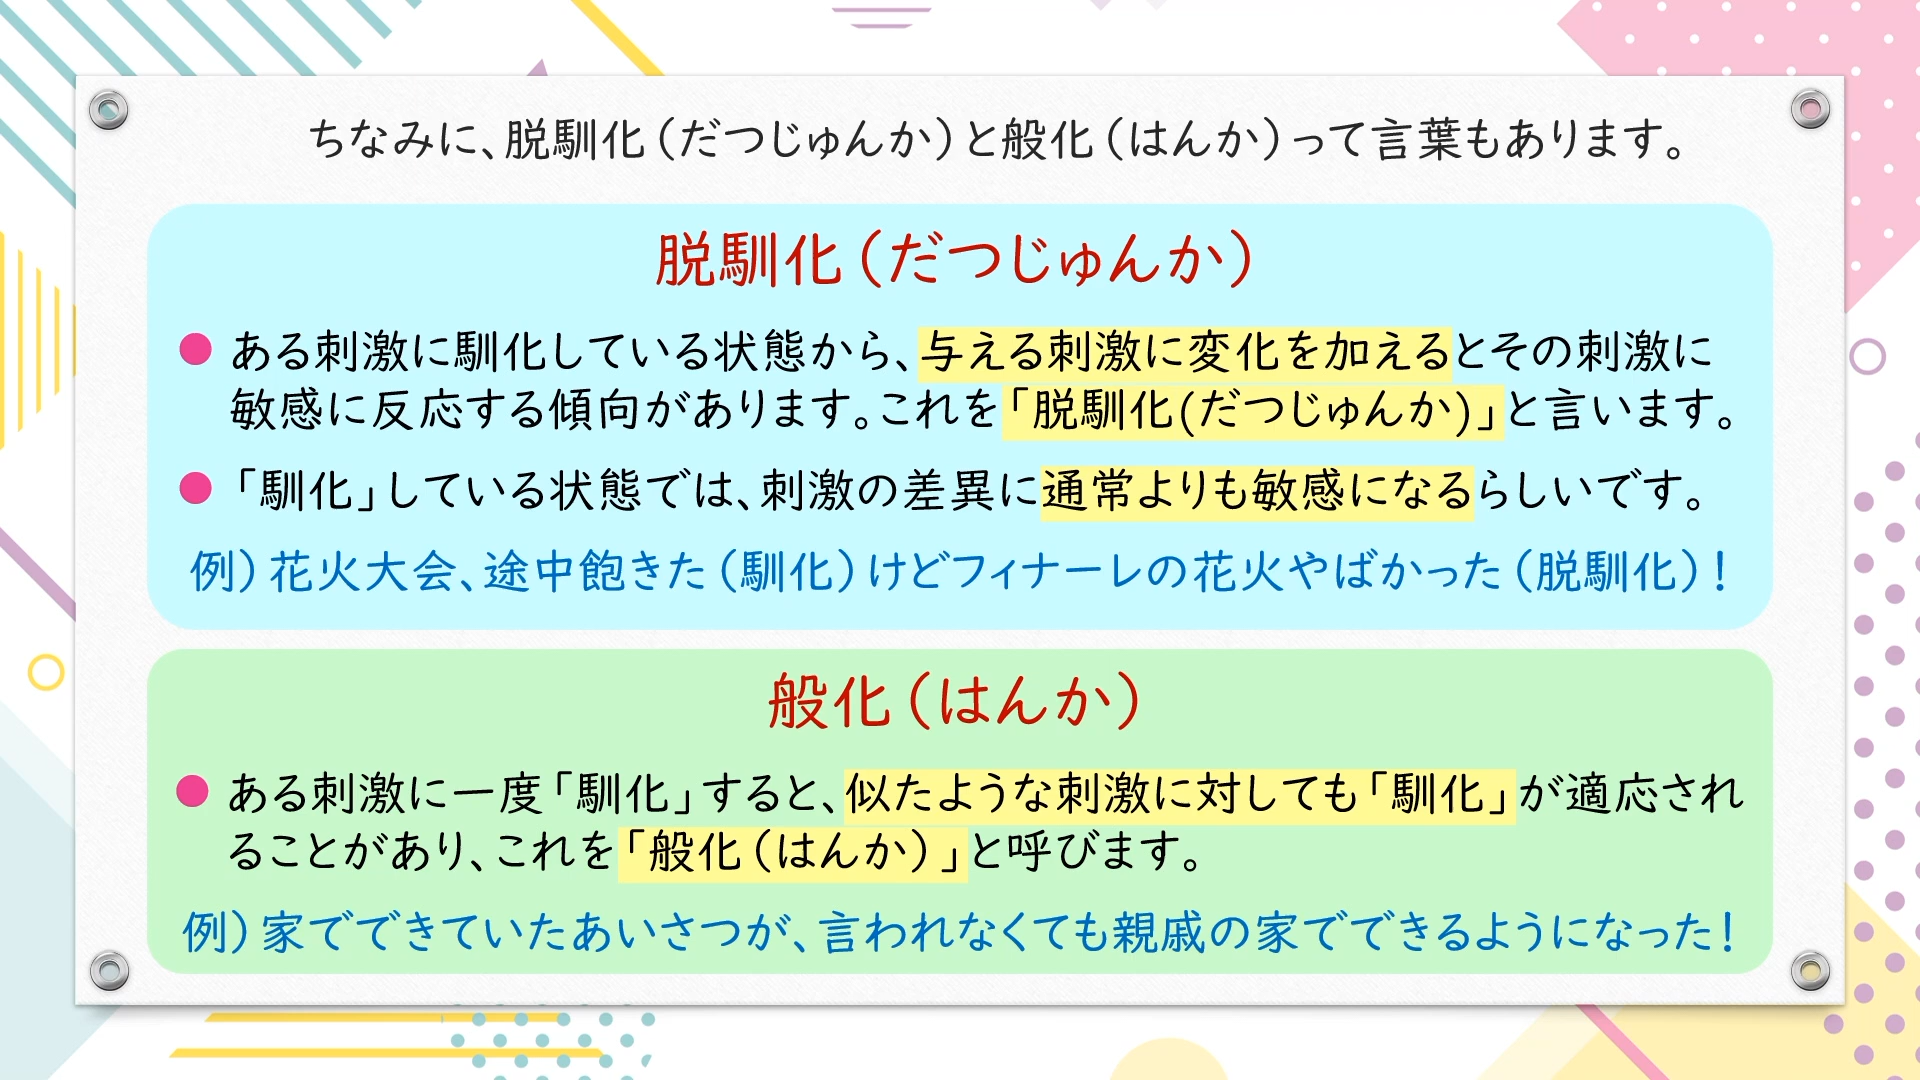 ちなみに、脱馴化（だつじゅんか）と般化（はんか）って言葉もあります。
脱馴化（だつじゅんか）
● ある刺激に馴化している状態から、与える刺激に変化を加えるとその刺激に
敏感に反応する傾向があります。これを「脱馴化(だつじゅんか)」と言います。
● 「馴化」している状態では、刺激の差異に通常よりも敏感になるらしいです。
例）花火大会、途中飽きた（馴化）けどフィナーレの花火やばかった（脱馴化）！
般化（はんか）
● ある刺激に一度「馴化」すると、似たような刺激に対しても「馴化」が適応され
ることがあり、これを「般化（はんか）」と呼びます。
例）家でできていたあいさつが、言われなくても親戚の家でできるようになった！